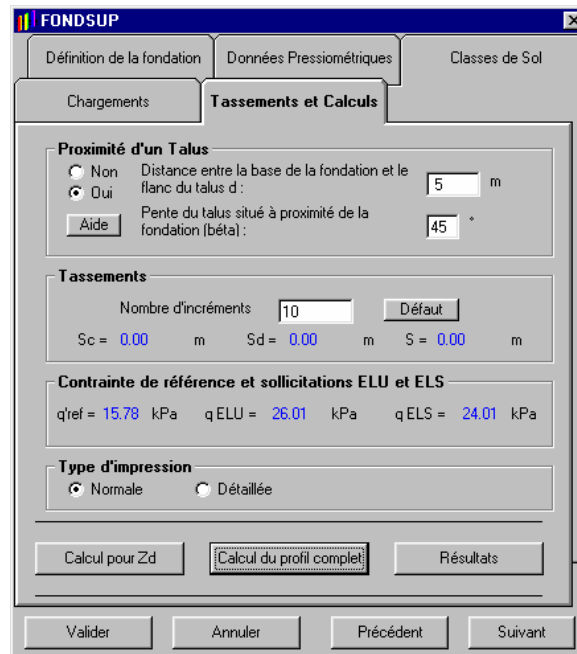 FONDSUP
Définition de la fondation Données Pressiométriques Classes de Sol
Chargements Tassements et Calculs
Proximité d'un Talus
Non
Oui
Aide
Distance entre la base de la fondation et le
flanc du talus d : 5 m
Pente du talus situé à proximité de la
fondation (béta) : 45 °
Tassements
Nombre d'incréments 10 Défaut
Sc = 0.00 m Sd = 0.00 m S = 0.00 m
Contrainte de référence et sollicitations ELU et ELS
q'ref = 15.78 kPa q ELU = 26.01 kPa q ELS = 24.01 kPa
Type d'impression
Normale Détaillée
Calcul pour Zd Calcul du profil complet Résultats
Valider Annuler Précédent Suivant